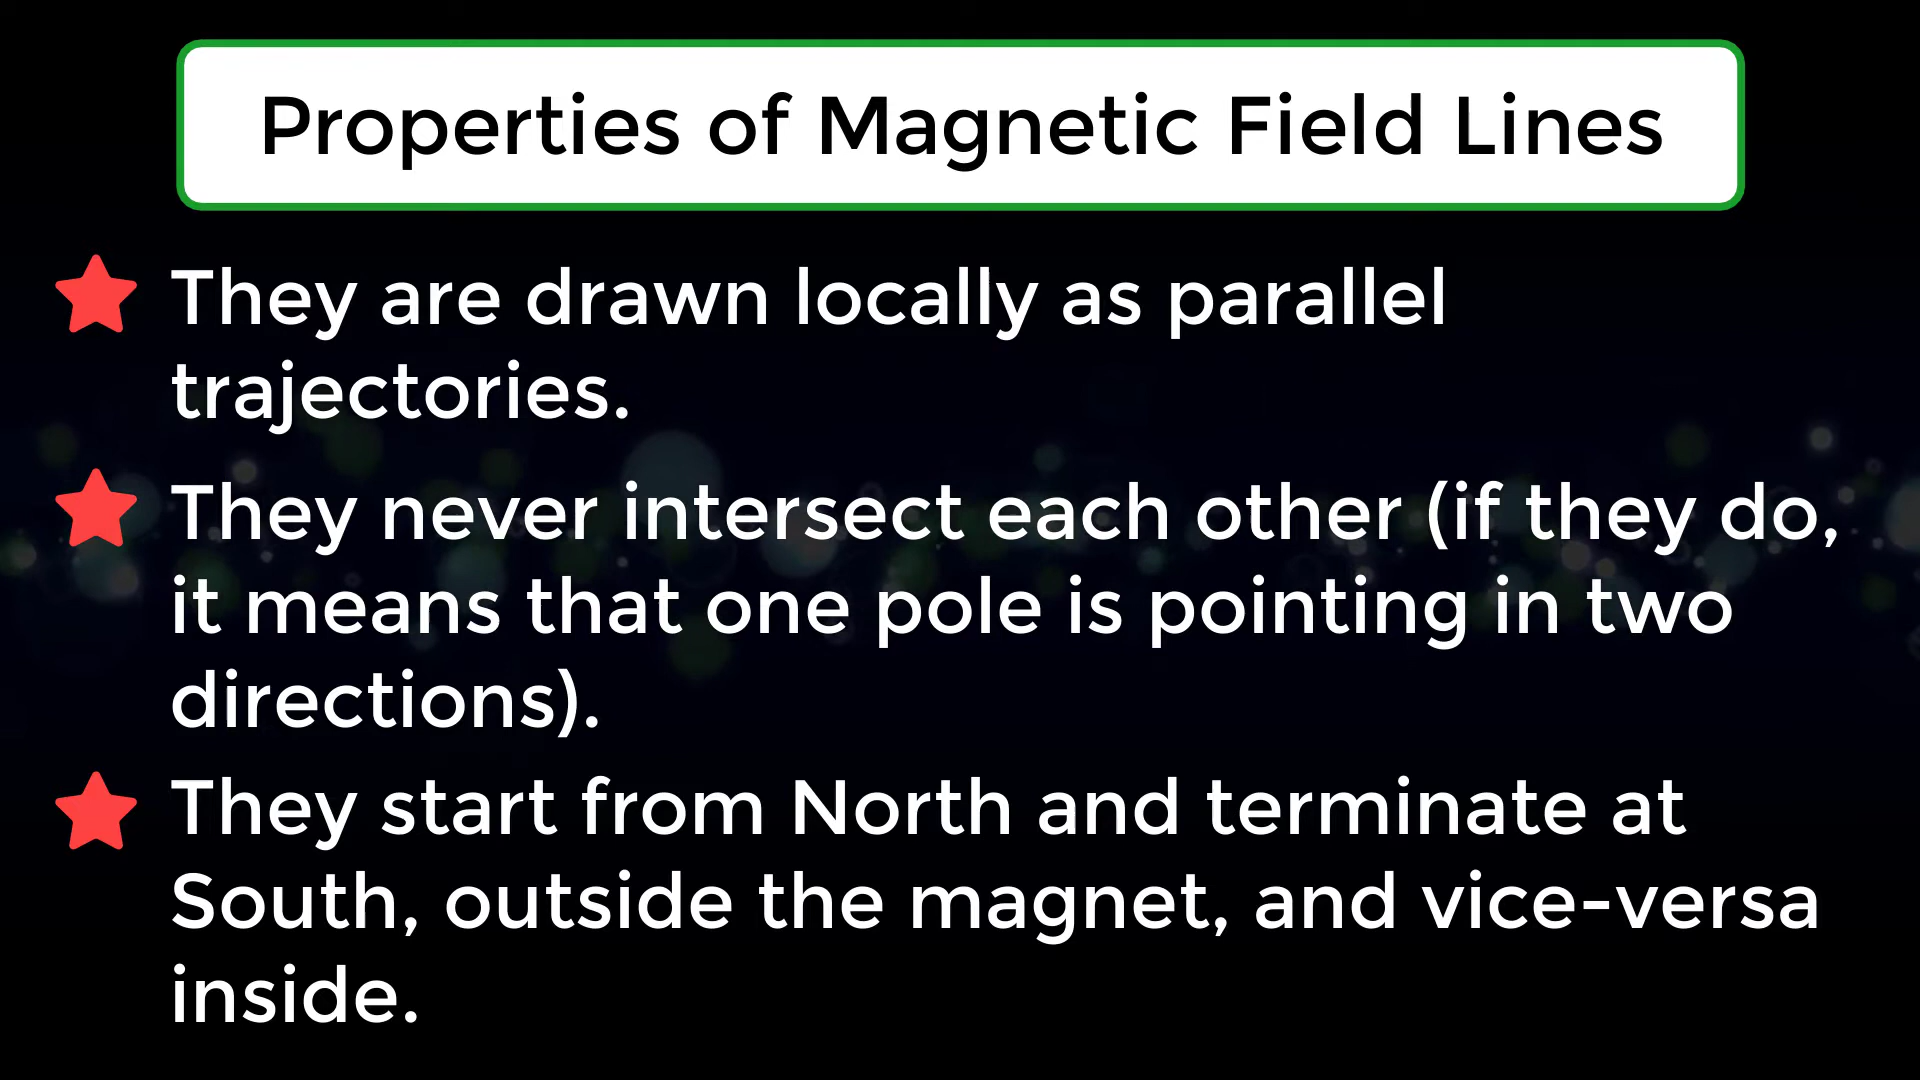 Properties of Magnetic Field Lines
They are drawn locally as parallel
trajectories.
They never intersect each other (if they do,
it means that one pole is pointing in two
directions).
They start from North and terminate at
South, outside the magnet, and vice-versa
inside.